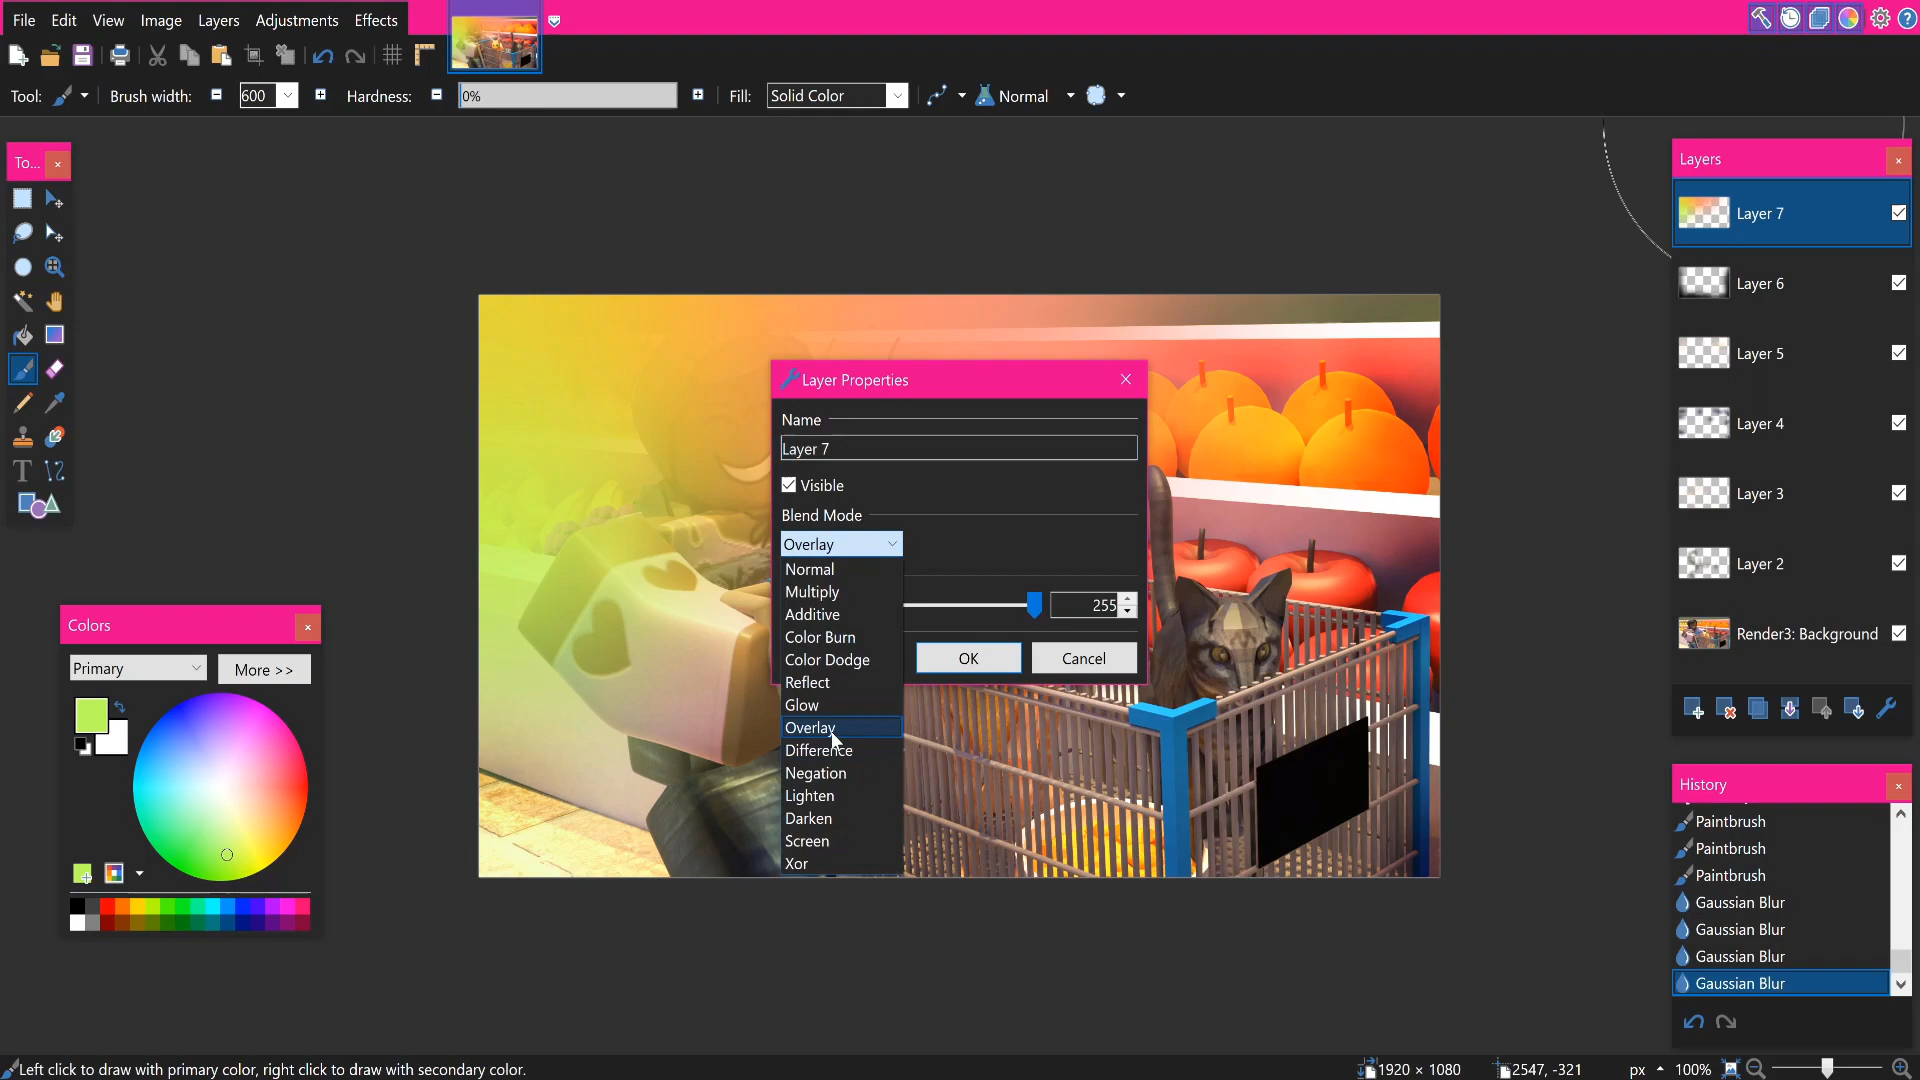 File Edit View Image Layers Adjustments Effects
Tool: Brush width: 600 Hardness: 0% Fill: Solid Color Normal
To...
Layers
Layer 7
Layer 6
Layer 5
Layer 4
Layer 3
Layer 2
Render3: Background
Layer Properties
Name
Layer 7
Visible
Blend Mode
Overlay
Normal
Multiply
Additive
Color Burn
Color Dodge
Reflect
Glow
Overlay
Difference
Negation
Lighten
Darken
Screen
Xor
255
OK Cancel
Colors
Primary More >>
History
Paintbrush
Paintbrush
Paintbrush
Gaussian Blur
Gaussian Blur
Gaussian Blur
Gaussian Blur
Left click to draw with primary color, right click to draw with secondary color. 1920 × 1080 2547, -321 px 100%